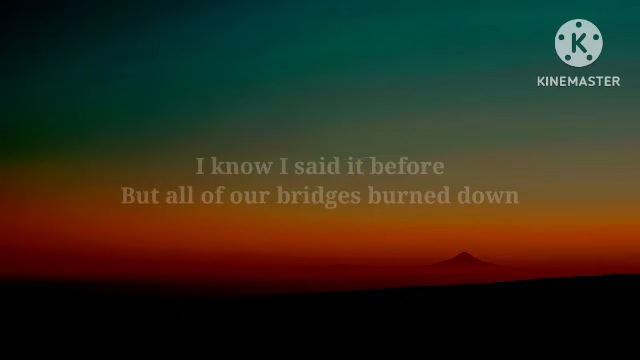 KINEMASTER
I know I said it before
But all of our bridges burned down